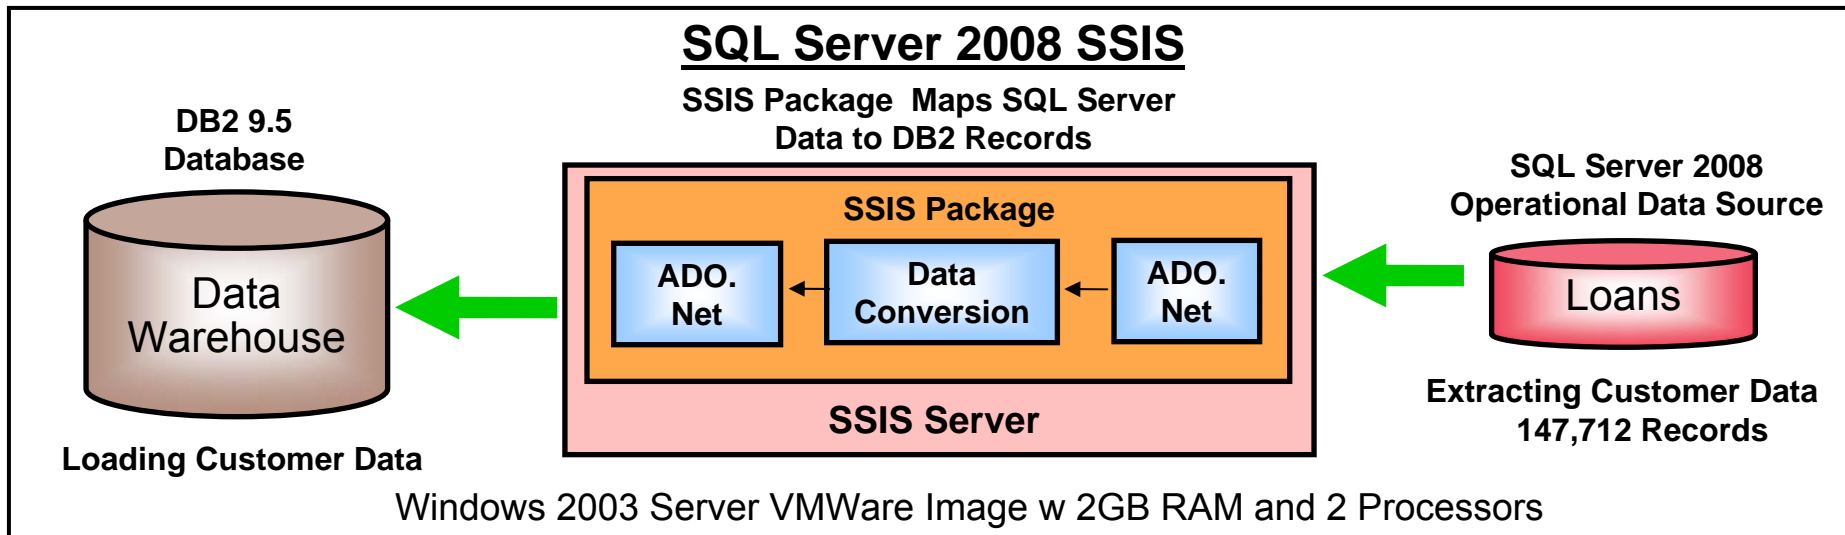 SQL Server 2008 SSIS
SSIS Package Maps SQL Server
Data to DB2 Records
DB2 9.5
Database
Data
Warehouse
Loading Customer Data
SSIS Package
ADO.
Net
Data
Conversion
ADO.
Net
SSIS Server
SQL Server 2008
Operational Data Source
Loans
Extracting Customer Data
147,712 Records
Windows 2003 Server VMWare Image w 2GB RAM and 2 Processors